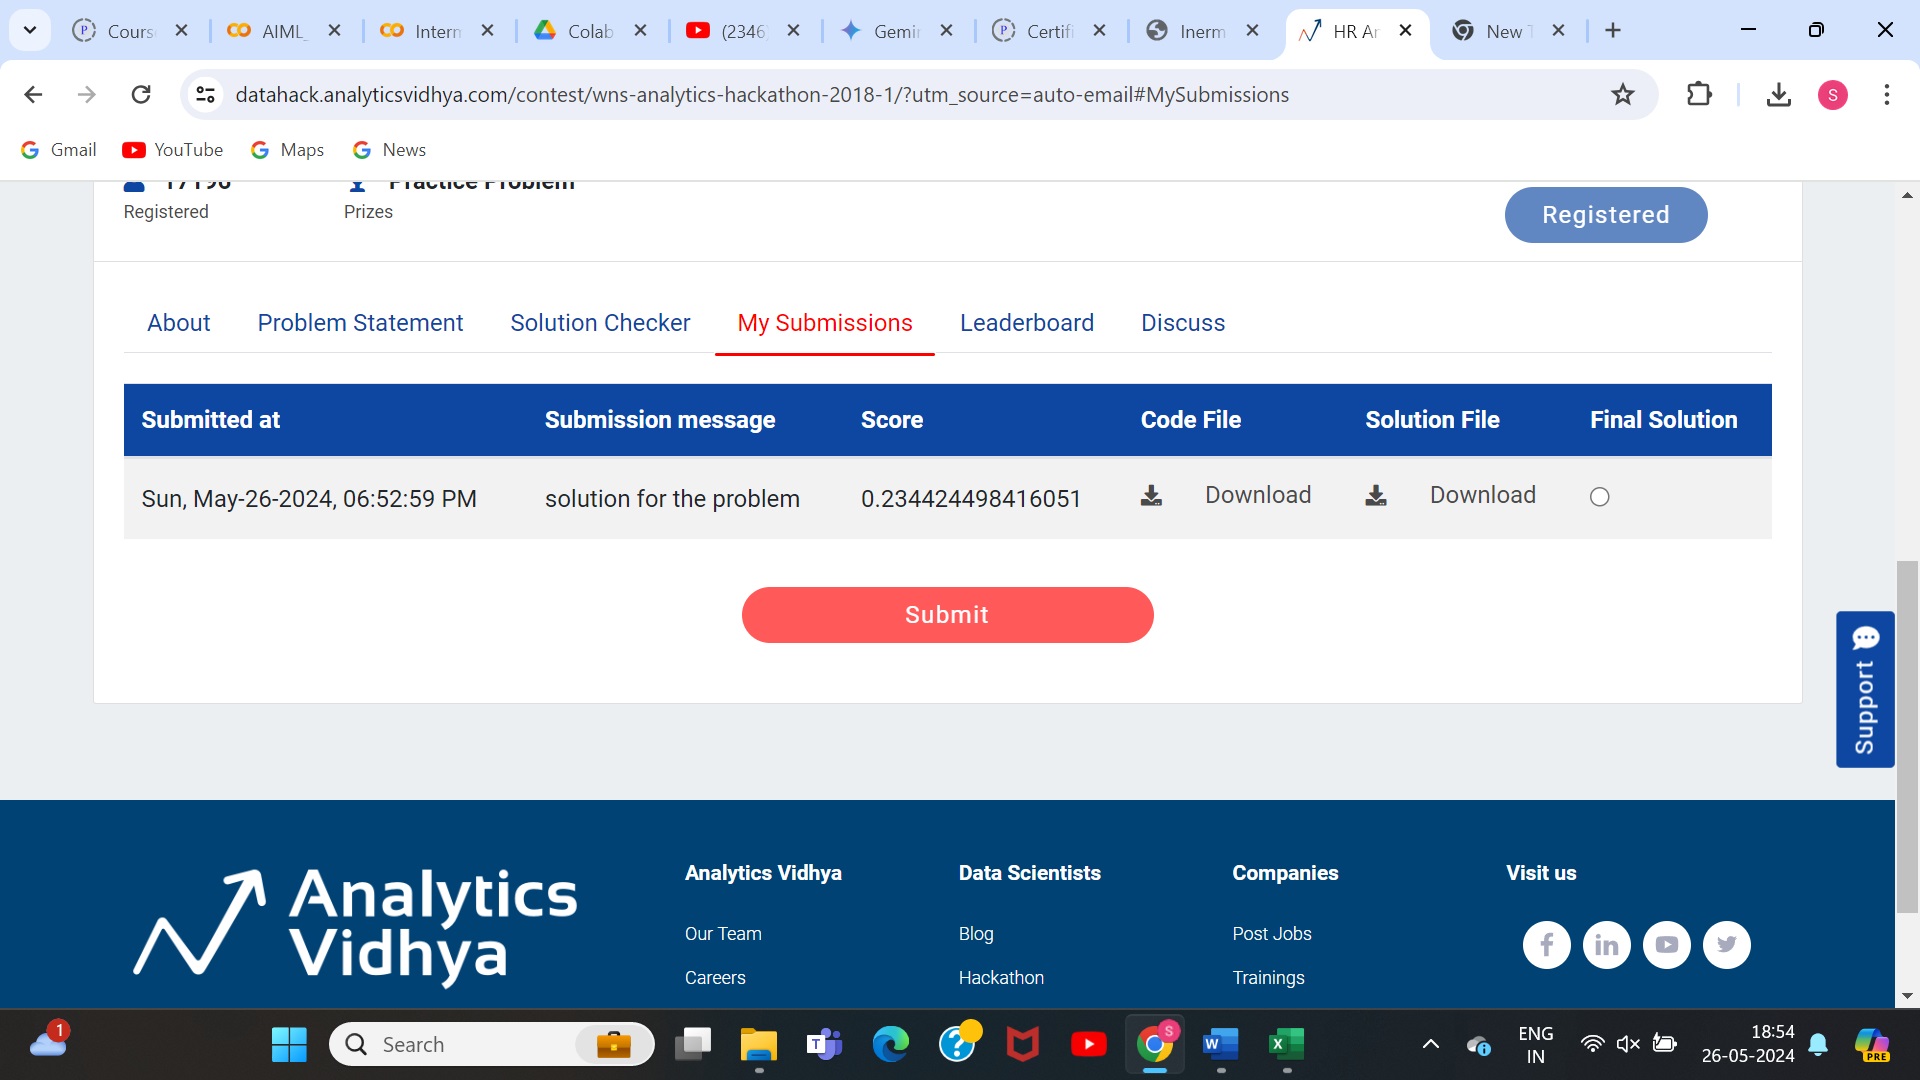 Cours
AIML_
Intern
Colab
(2346
Gemi
Certifi
Inerm
HR A
New T
datahack.analyticsvidhya.com/contest/wns-analytics-hackathon-2018-1/?utm_source=auto-email#MySubmissions
S
Gmail
YouTube
Maps
News
17196 Practice Problem
Registered Prizes
Registered
About Problem Statement Solution Checker My Submissions Leaderboard Discuss
Submitted at Submission message Score Code File Solution File Final Solution
Sun, May-26-2024, 06:52:59 PM solution for the problem 0.234424498416051 Download Download
Submit
Support
Analytics Vidhya
Analytics Vidhya Data Scientists Companies Visit us
Our Team Blog Post Jobs
Careers Hackathon Trainings
1
Search
S
ENG
IN
18:54
26-05-2024
PRE